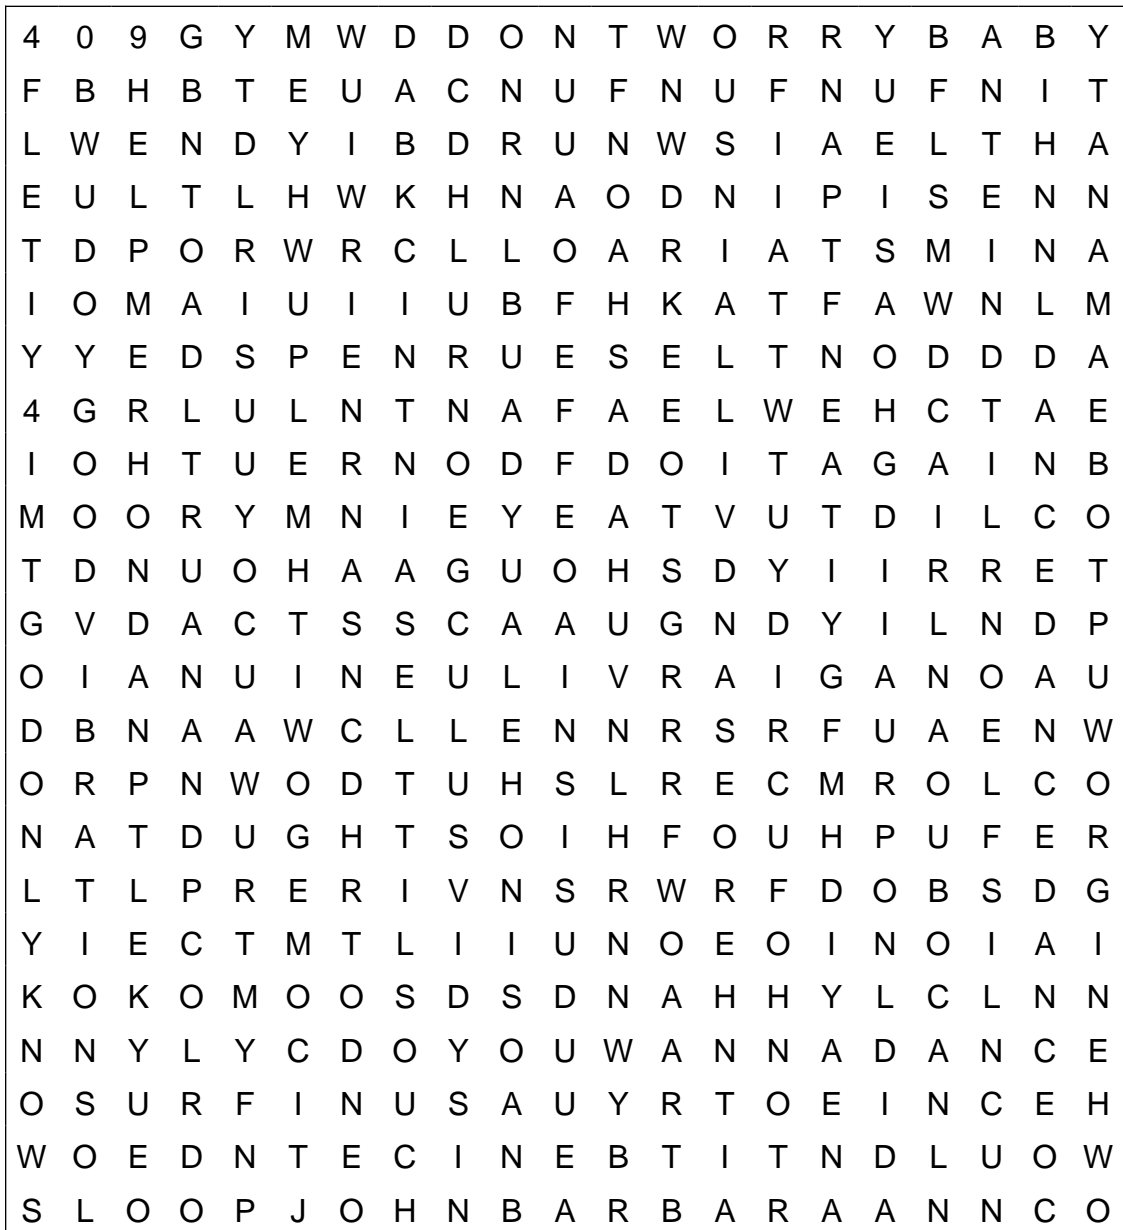 4 0 9 G Y M W D D O N T W O R R Y B A B Y
F B H B T E U A C N U F N U F N U F N I T
L W E N D Y I B D R U N W S I A E L T H A
E U L T L H W K H N A O D N I P I S E N N
T D P O R W R C L L O A R I A T S M I N A
I O M A I U I I U B F H K A T F A W N L M
Y Y E D S P E N R U E S E L T N O D D D A
4 G R L U L N T N A F A E L W E H C T A E
I O H T U E R N O D F D O I T A G A I N B
M O O R Y M N I E Y E A T V U T D I L C O
T D N U O H A A G U O H S D Y I I R R E T
G V D A C T S S C A A U G N D Y I L N D P
O I A N U I N E U L I V R A I G A N O A U
D B N A A W C L L E N N R S R F U A E N W
O R P N W O D T U H S L R E C M R O L C O
N A T D U G H T S O I H F O U H P U F E R
L T L P R E R I V N S R W R F D O B S D G
Y I E C T M T L I I U N O E O I N O I A I
K O K O M O O S D S D N A H H Y L C L N N
N N Y L Y C D O Y O U W A N N A D A N C E
O S U R F I N U S A U Y R T O E I N C E H
W O E D N T E C I N E B T I T N D L U O W
S L O O P J O H N B A R B A R A A N N C O